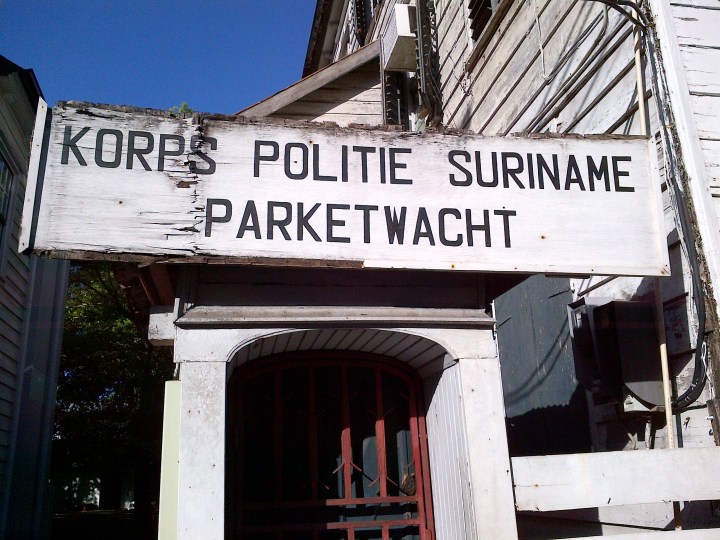 KORPS POLITIE SURINAME
PARKETWACHT